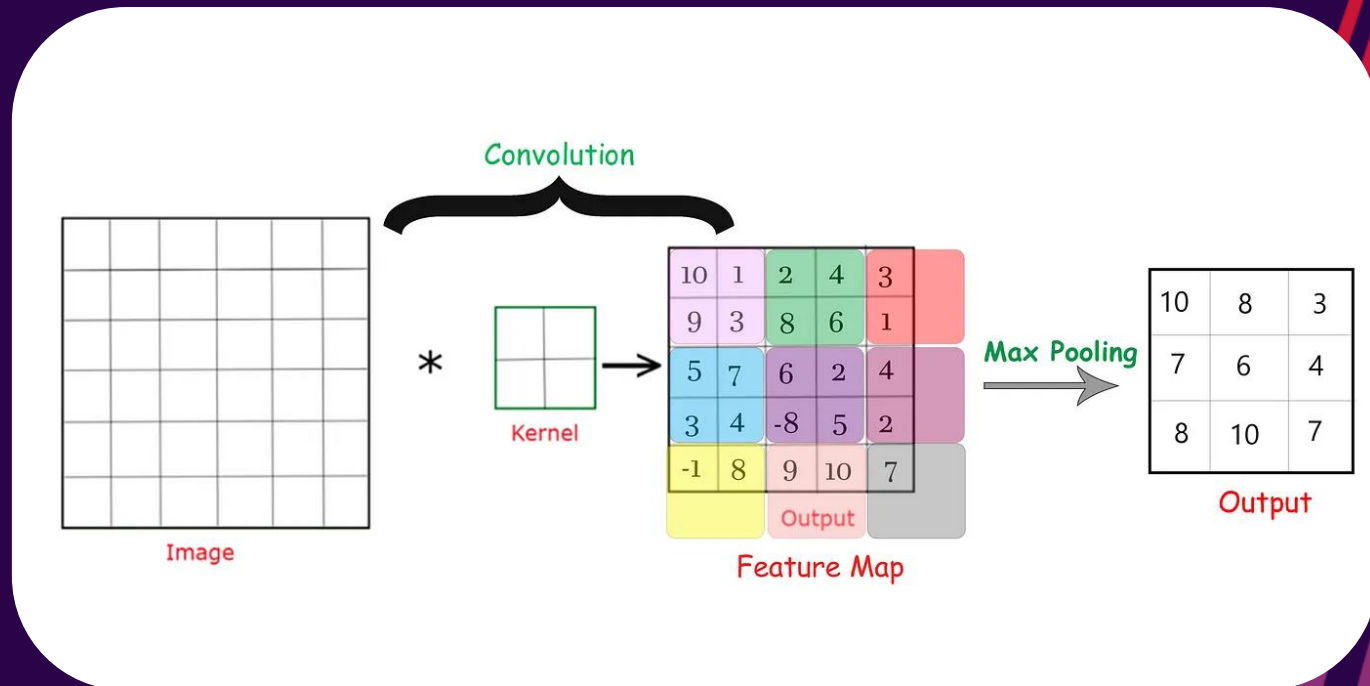 Convolution
*
Image
Kernel
10 1 2 4 3
9 3 8 6 1
5 7 6 2 4
3 4 -8 5 2
-1 8 9 10 7
Output
Feature Map
Max Pooling
10 8 3
7 6 4
8 10 7
Output